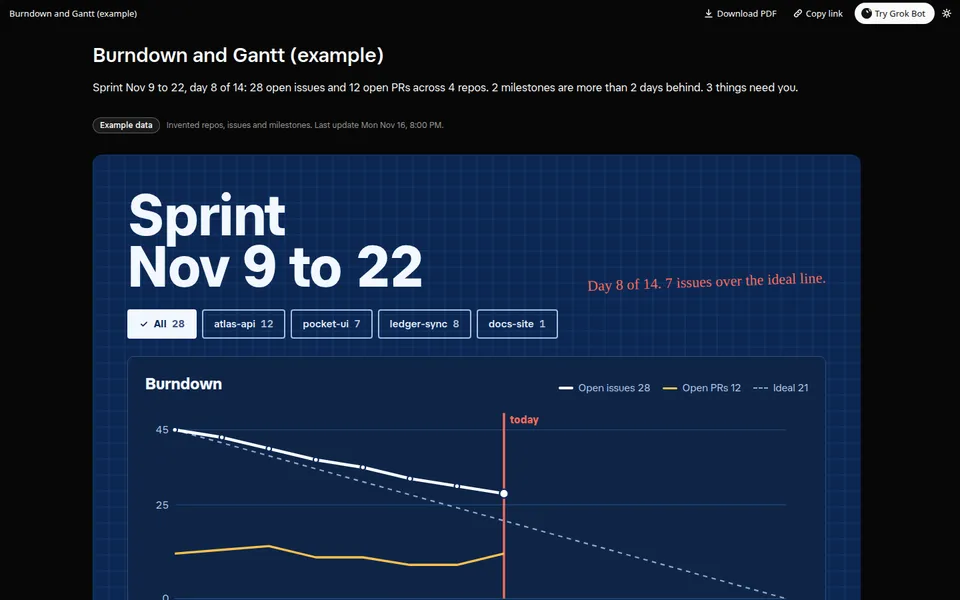 Burndown and Gantt (example)
Download PDF
Copy link
Try Grok Bot
Burndown and Gantt (example)
Sprint Nov 9 to 22, day 8 of 14: 28 open issues and 12 open PRs across 4 repos. 2 milestones are more than 2 days behind. 3 things need you.
Example data
Invented repos, issues and milestones. Last update Mon Nov 16, 8:00 PM.
Sprint
Nov 9 to 22
Day 8 of 14. 7 issues over the ideal line.
All 28
atlas-api 12
pocket-ui 7
ledger-sync 8
docs-site 1
Burndown
Open issues 28
Open PRs 12
Ideal 21
today
45
25
0